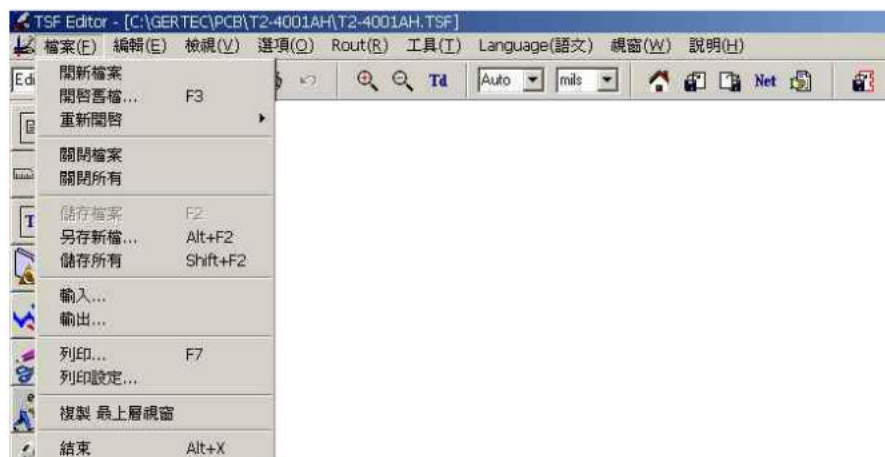 TSF Editor - [C:\GERTEC\PCB\T2-4001AH\T2-4001AH.TSF]
檔案(F) 編輯(E) 檢視(V) 選項(O) Rout(R) 工具(T) Language(語文) 視窗(W) 說明(H)
Td Auto mils Net
開新檔案
開啓舊檔... F3
重新開啓
關閉檔案
關閉所有
儲存檔案 F2
另存新檔... Alt+F2
儲存所有 Shift+F2
輸入...
輸出...
列印... F7
列印設定...
複製 最上層視窗
結束 Alt+X